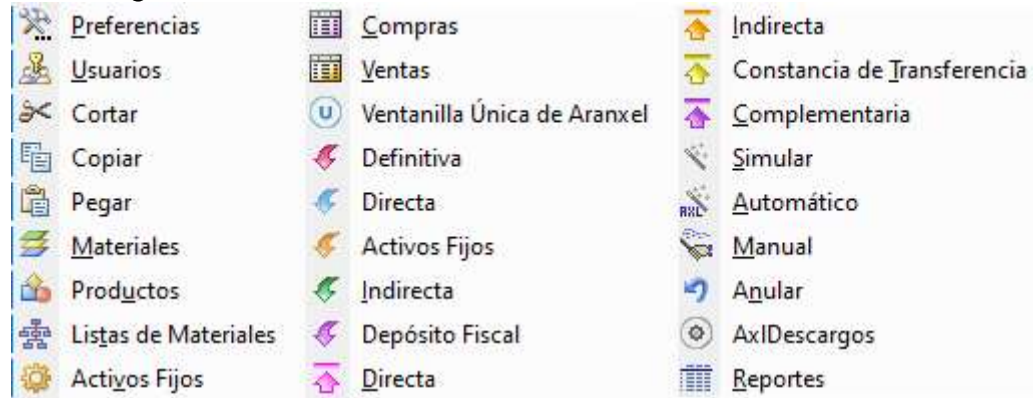 Preferencias
Usuarios
Cortar
Copiar
Pegar
Materiales
Productos
Listas de Materiales
Activos Fijos
Compras
Ventas
U Ventanilla Única de Aranxel
Definitiva
Directa
Activos Fijos
Indirecta
Depósito Fiscal
Directa
Indirecta
Constancia de Transferencia
Complementaria
Simular
AXL Automático
Manual
Anular
AxlDescargos
Reportes